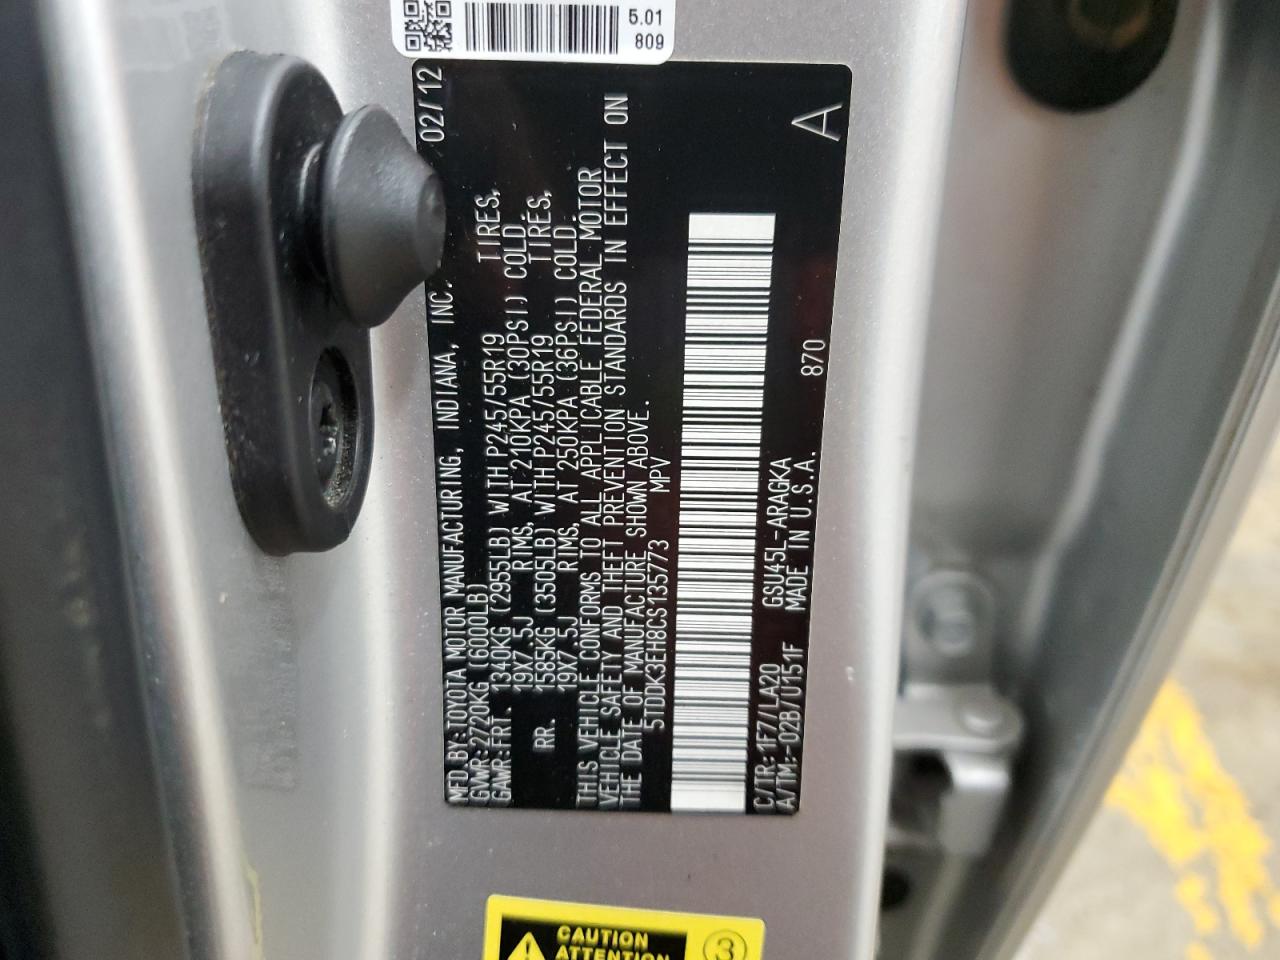 5.01
809
MFD.BY:TOYOTA MOTOR MANUFACTURING, INDIANA, INC. 02/12
GVWR:2720KG (6000LB)
GAWR:FRT. 1340KG (2955LB) WITH P245/55R19 TIRES,
19X7.5J RIMS, AT 210KPA (30PSI) COLD.
RR. 1585KG (3505LB) WITH P245/55R19 TIRES,
19X7.5J RIMS, AT 250KPA (36PSI) COLD.
THIS VEHICLE CONFORMS TO ALL APPLICABLE FEDERAL MOTOR
VEHICLE SAFETY AND THEFT PREVENTION STANDARDS IN EFFECT ON
THE DATE OF MANUFACTURE SHOWN ABOVE.
5TDDK3EH8CS135773 MPV
C/TR:1F7/LA20 GSU45L-ARAGKA 870
A/TM:-02B/U151F MADE IN U.S.A.
A
CAUTION
ATTENTION
3